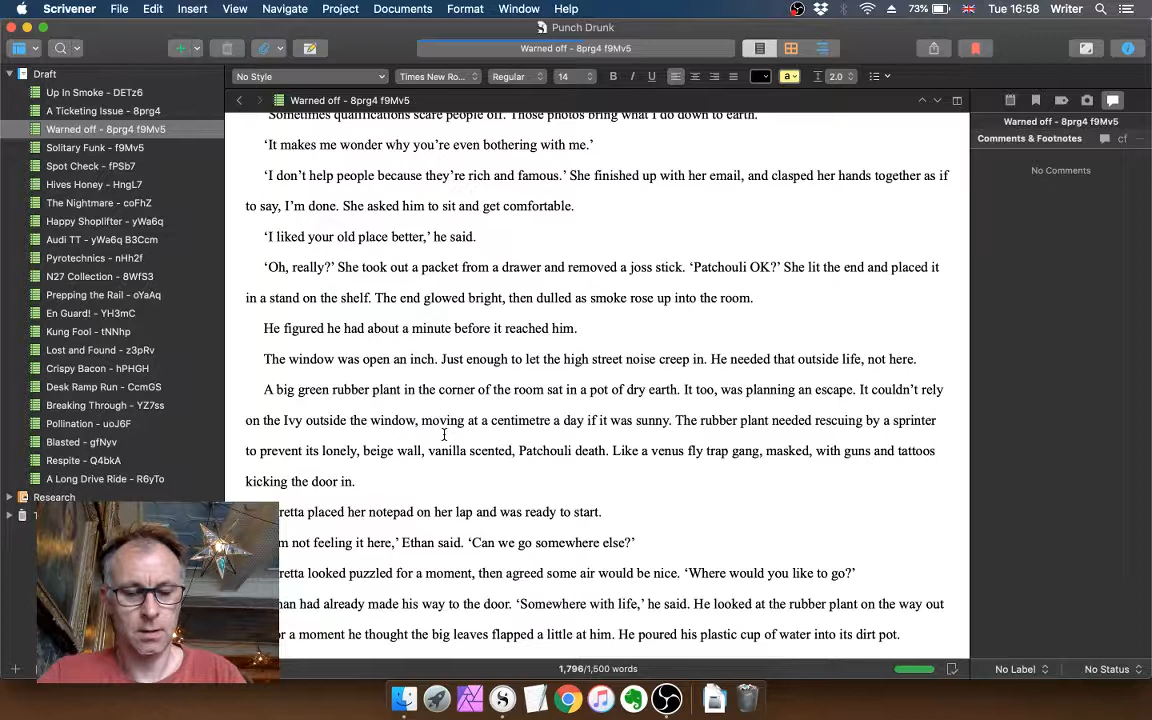 Scrivener File Edit Insert View Navigate Project Documents Format Window Help 73% Tue 16:58 Writer
Punch Drunk
Warned off - 8prg4 f9Mv5
No Style Times New Ro... Regular 14 B I U a 2.0
Warned off - 8prg4 f9Mv5
Draft
Up In Smoke - DETz6
A Ticketing Issue - 8prg4
Warned off - 8prg4 f9Mv5
Solitary Funk - f9Mv5
Spot Check - fPSb7
Hives Honey - HngL7
The Nightmare - coFhZ
Happy Shoplifter - yWa6q
Audi TT - yWa6q B3Ccm
Pyrotechnics - nHh2f
N27 Collection - 8WfS3
Prepping the Rail - oYaAq
En Guard! - YH3mC
Kung Fool - tNNhp
Lost and Found - z3pRv
Crispy Bacon - hPHGH
Desk Ramp Run - CcmGS
Breaking Through - YZ7ss
Pollination - uoJ6F
Blasted - gfNyv
Respite - Q4bkA
A Long Drive Ride - R6yTo
Research
T
Sometimes qualifications scare people off. Those photos bring what I do down to earth.
‘It makes me wonder why you’re even bothering with me.’
‘I don’t help people because they’re rich and famous.’ She finished up with her email, and clasped her hands together as if
to say, I’m done. She asked him to sit and get comfortable.
‘I liked your old place better,’ he said.
‘Oh, really?’ She took out a packet from a drawer and removed a joss stick. ‘Patchouli OK?’ She lit the end and placed it
in a stand on the shelf. The end glowed bright, then dulled as smoke rose up into the room.
He figured he had about a minute before it reached him.
The window was open an inch. Just enough to let the high street noise creep in. He needed that outside life, not here.
A big green rubber plant in the corner of the room sat in a pot of dry earth. It too, was planning an escape. It couldn’t rely
on the Ivy outside the window, moving at a centimetre a day if it was sunny. The rubber plant needed rescuing by a sprinter
to prevent its lonely, beige wall, vanilla scented, Patchouli death. Like a venus fly trap gang, masked, with guns and tattoos
kicking the door in.
retta placed her notepad on her lap and was ready to start.
m not feeling it here,’ Ethan said. ‘Can we go somewhere else?’
retta looked puzzled for a moment, then agreed some air would be nice. ‘Where would you like to go?’
an had already made his way to the door. ‘Somewhere with life,’ he said. He looked at the rubber plant on the way out
or a moment he thought the big leaves flapped a little at him. He poured his plastic cup of water into its dirt pot.
1,796/1,500 words
Warned off - 8prg4 f9Mv5
Comments & Footnotes cf
No Comments
No Label No Status